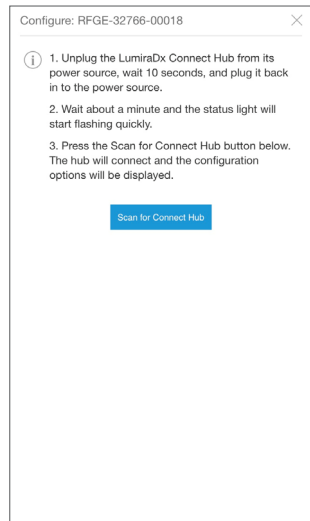 Configure: RFGE-32766-00018
1. Unplug the LumiraDx Connect Hub from its
power source, wait 10 seconds, and plug it back
in to the power source.
2. Wait about a minute and the status light will
start flashing quickly.
3. Press the Scan for Connect Hub button below.
The hub will connect and the configuration
options will be displayed.
Scan for Connect Hub